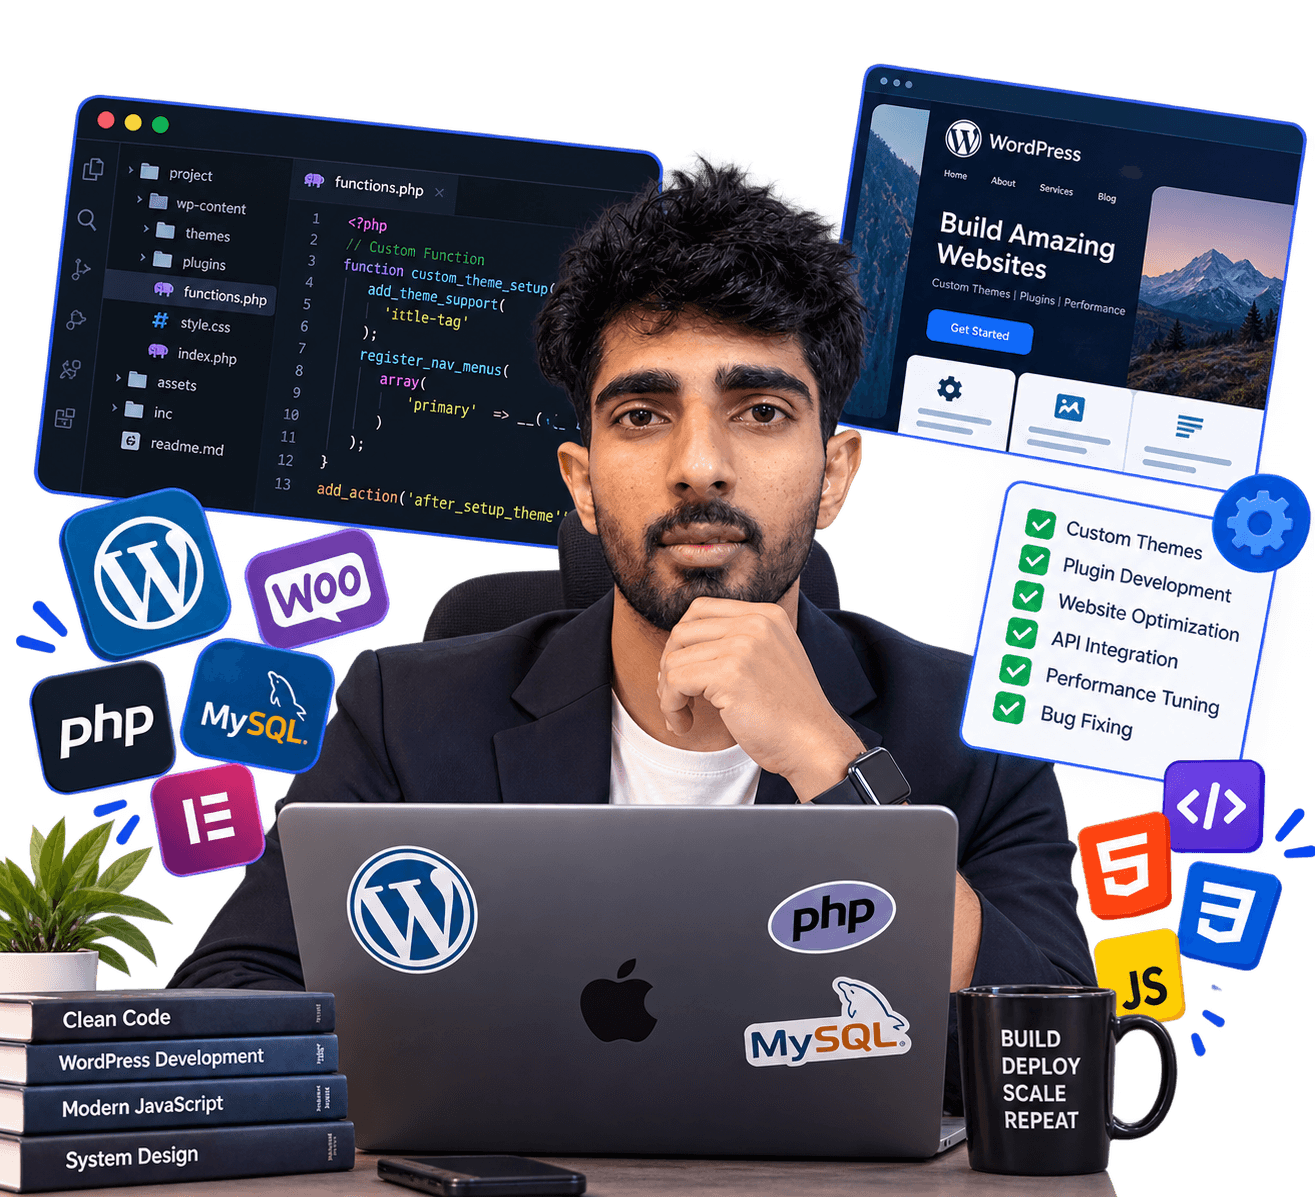 project
wp-content
themes
plugins
functions.php
style.css
index.php
assets
inc
readme.md
functions.php
1 <?php
2 // Custom Function
3 function custom_theme_setup(
4 add_theme_support(
5 'ittle-tag'
6 );
7 register_nav_menus(
8 array(
9 'primary' => __(
10 )
11 );
12 }
13 add_action('after_setup_theme'
WordPress
Home About Services Blog
Build Amazing
Websites
Custom Themes | Plugins | Performance
Get Started
Custom Themes
Plugin Development
Website Optimization
API Integration
Performance Tuning
Bug Fixing
W
WOO
php
MySQL.
</>
5
3
JS
W
php
MySQL®
Clean Code
WordPress Development
Modern JavaScript
System Design
BUILD
DEPLOY
SCALE
REPEAT